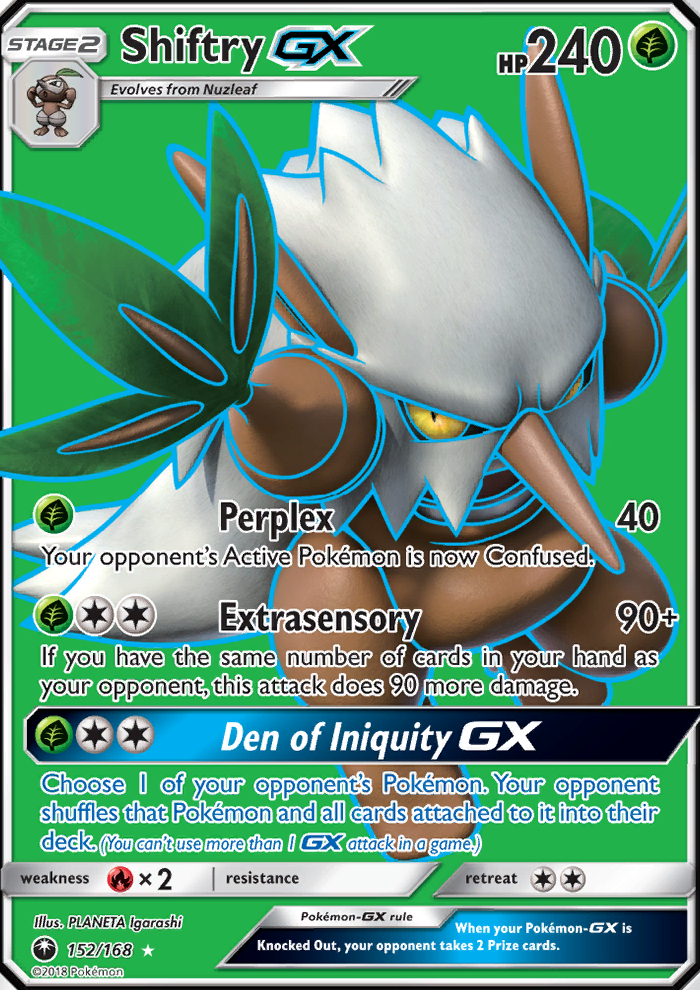 STAGE 2
Shiftry GX
HP 240
Evolves from Nuzleaf
Perplex 40
Your opponent's Active Pokémon is now Confused.
Extrasensory 90+
If you have the same number of cards in your hand as
your opponent, this attack does 90 more damage.
Den of Iniquity GX
Choose 1 of your opponent's Pokémon. Your opponent
shuffles that Pokémon and all cards attached to it into their
deck. (You can't use more than 1 GX attack in a game.)
weakness ×2 resistance retreat
Illus. PLANETA Igarashi
152/168
©2018 Pokémon
Pokémon-GX rule
When your Pokémon-GX is
Knocked Out, your opponent takes 2 Prize cards.